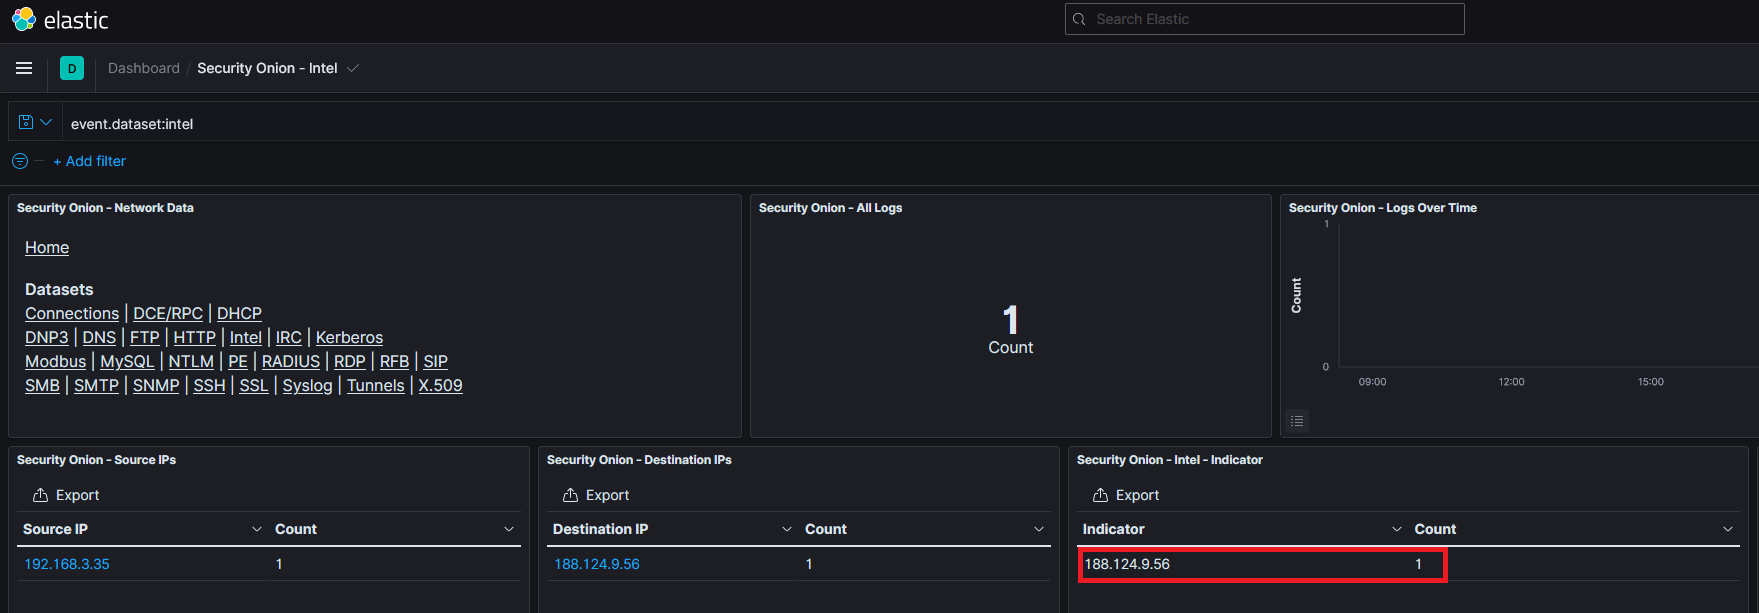 elastic
Search Elastic
D
Dashboard / Security Onion - Intel
event.dataset:intel
+ Add filter
Security Onion - Network Data
Home
Datasets
Connections | DCE/RPC | DHCP
DNP3 | DNS | FTP | HTTP | Intel | IRC | Kerberos
Modbus | MySQL | NTLM | PE | RADIUS | RDP | RFB | SIP
SMB | SMTP | SNMP | SSH | SSL | Syslog | Tunnels | X.509
Security Onion - All Logs
1
Count
Security Onion - Logs Over Time
1
Count
0
09:00 12:00 15:00
Security Onion - Source IPs
Export
Source IP Count
192.168.3.35 1
Security Onion - Destination IPs
Export
Destination IP Count
188.124.9.56 1
Security Onion - Intel - Indicator
Export
Indicator Count
188.124.9.56 1